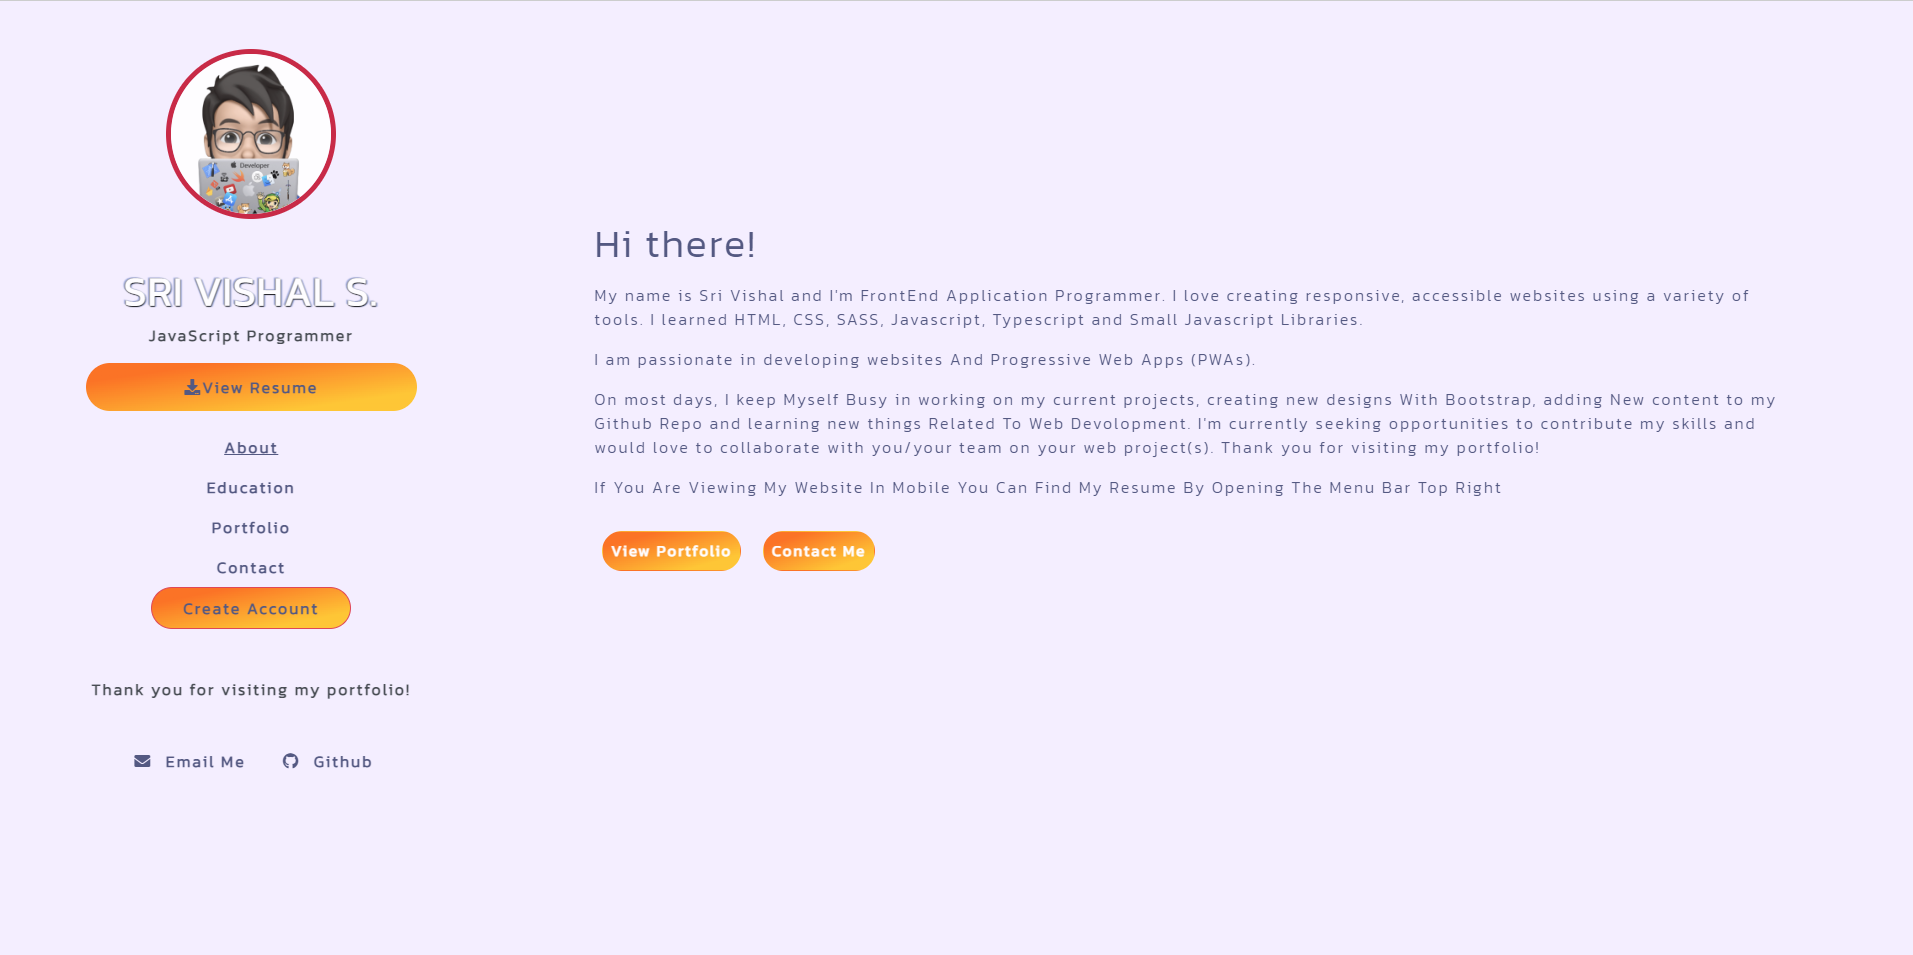 Developer
SRI VISHAL S.
JavaScript Programmer
View Resume
About
Education
Portfolio
Contact
Create Account
Thank you for visiting my portfolio!
Email Me
Github
Hi there!
My name is Sri Vishal and I'm FrontEnd Application Programmer. I love creating responsive, accessible websites using a variety of
tools. I learned HTML, CSS, SASS, Javascript, Typescript and Small Javascript Libraries.
I am passionate in developing websites And Progressive Web Apps (PWAs).
On most days, I keep Myself Busy in working on my current projects, creating new designs With Bootstrap, adding New content to my
Github Repo and learning new things Related To Web Devolopment. I'm currently seeking opportunities to contribute my skills and
would love to collaborate with you/your team on your web project(s). Thank you for visiting my portfolio!
If You Are Viewing My Website In Mobile You Can Find My Resume By Opening The Menu Bar Top Right
View Portfolio
Contact Me